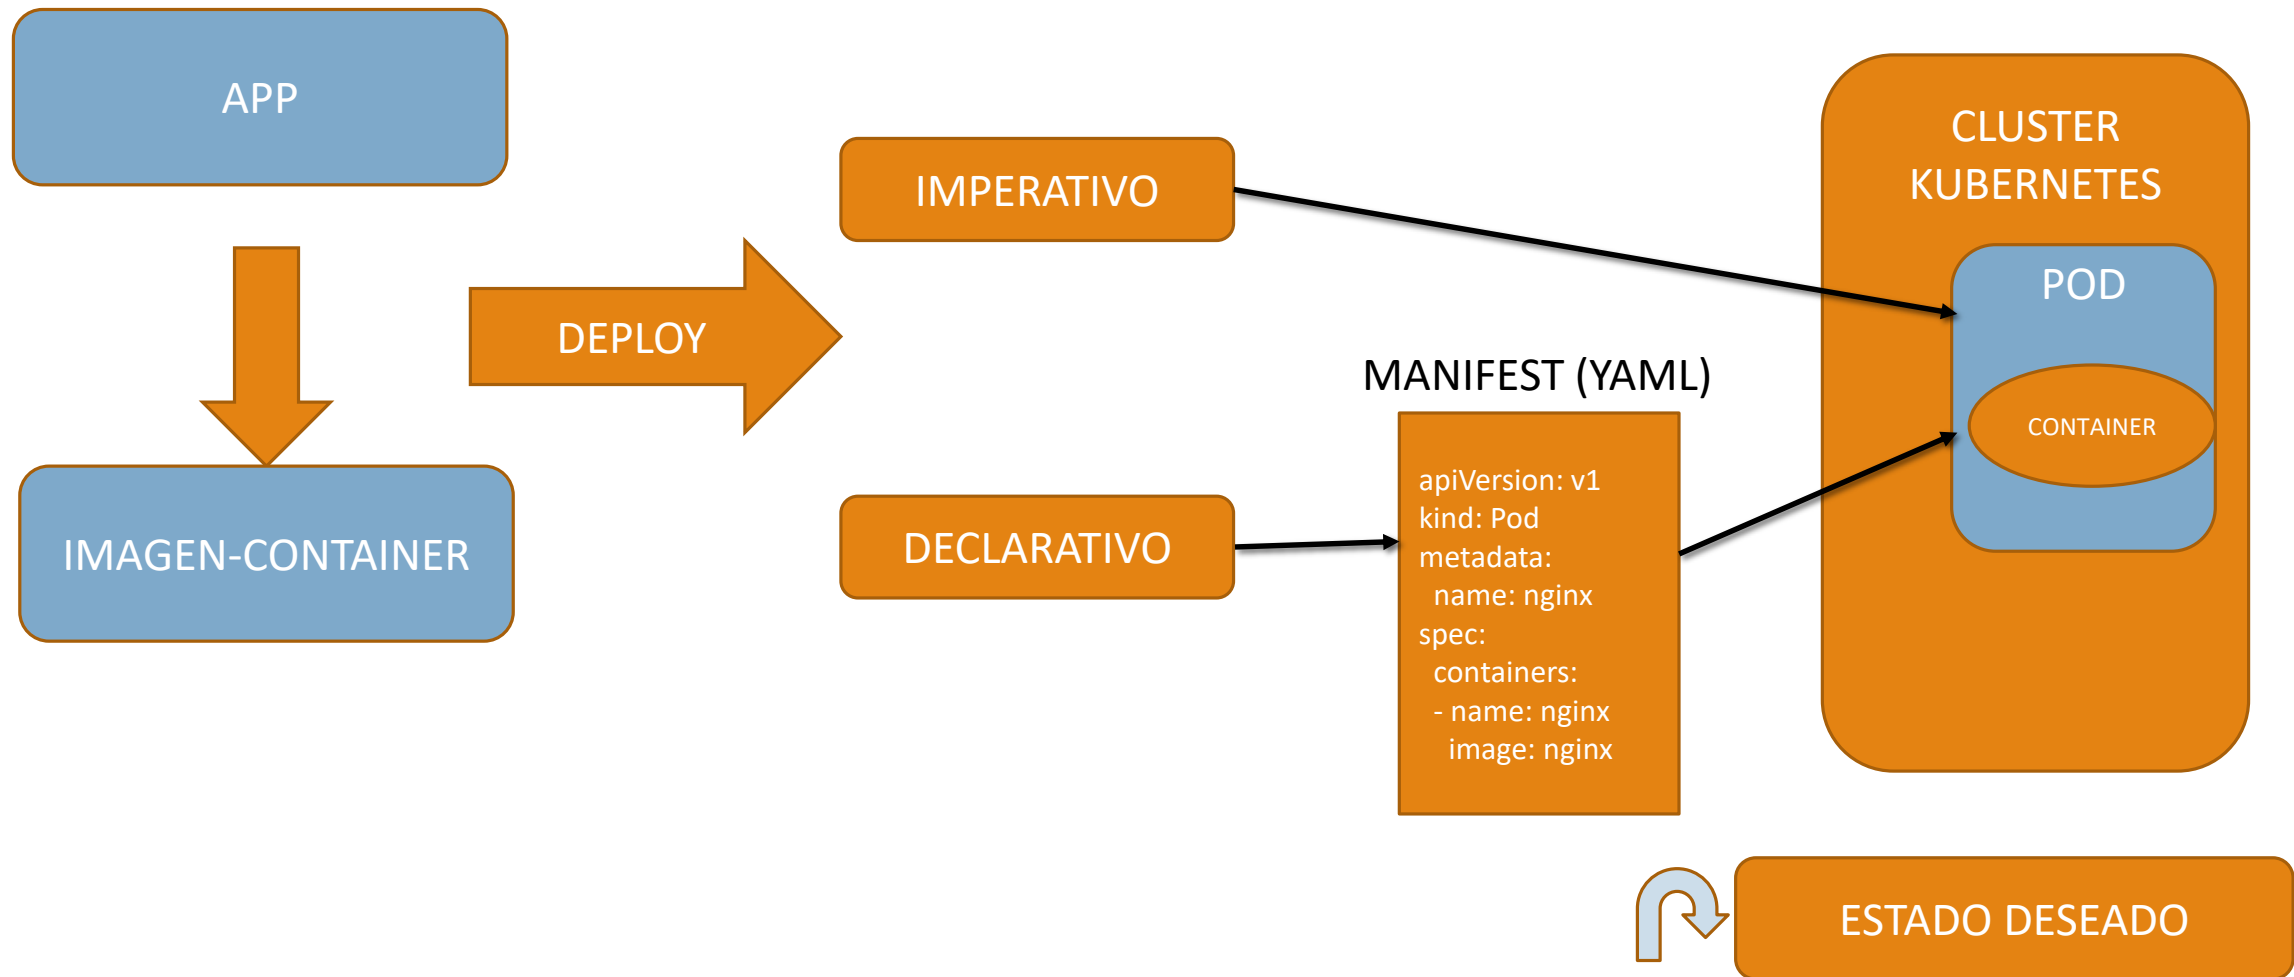 APP
IMAGEN-CONTAINER
DEPLOY
IMPERATIVO
DECLARATIVO
MANIFEST (YAML)
apiVersion: v1
kind: Pod
metadata:
  name: nginx
spec:
  containers:
  - name: nginx
    image: nginx
CLUSTER
KUBERNETES
POD
CONTAINER
ESTADO DESEADO